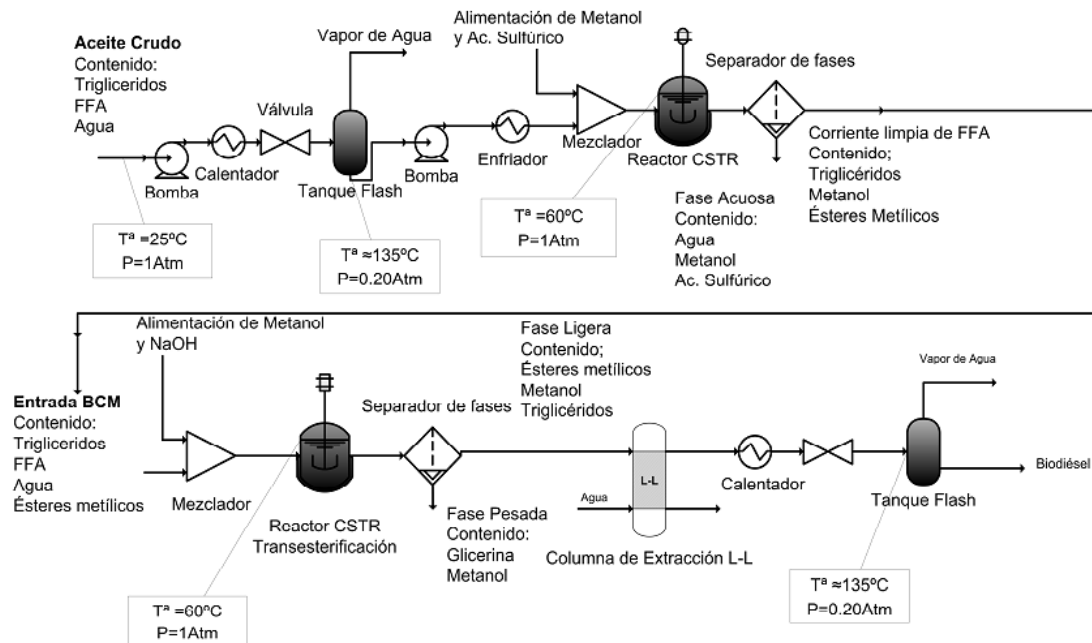 Aceite Crudo
Contenido:
Trigliceridos
FFA
Agua
Bomba
Calentador
Válvula
Vapor de Agua
Tanque Flash
Bomba
Enfriador
Alimentación de Metanol
y Ac. Sulfúrico
Mezclador
Reactor CSTR
Separador de fases
Corriente limpia de FFA
Contenido;
Triglicéridos
Metanol
Ésteres Metílicos
Fase Acuosa
Contenido:
Agua
Metanol
Ac. Sulfúrico
Tª =25ºC
P=1Atm
Tª ≈135ºC
P=0.20Atm
Tª =60ºC
P=1Atm
Alimentación de Metanol
y NaOH
Entrada BCM
Contenido:
Trigliceridos
FFA
Agua
Ésteres metílicos
Mezclador
Reactor CSTR
Transesterificación
Separador de fases
Fase Ligera
Contenido;
Ésteres metílicos
Metanol
Triglicéridos
Fase Pesada
Contenido:
Glicerina
Metanol
L-L
Agua
Columna de Extracción L-L
Calentador
Vapor de Agua
Biodiésel
Tanque Flash
Tª =60ºC
P=1Atm
Tª ≈135ºC
P=0.20Atm